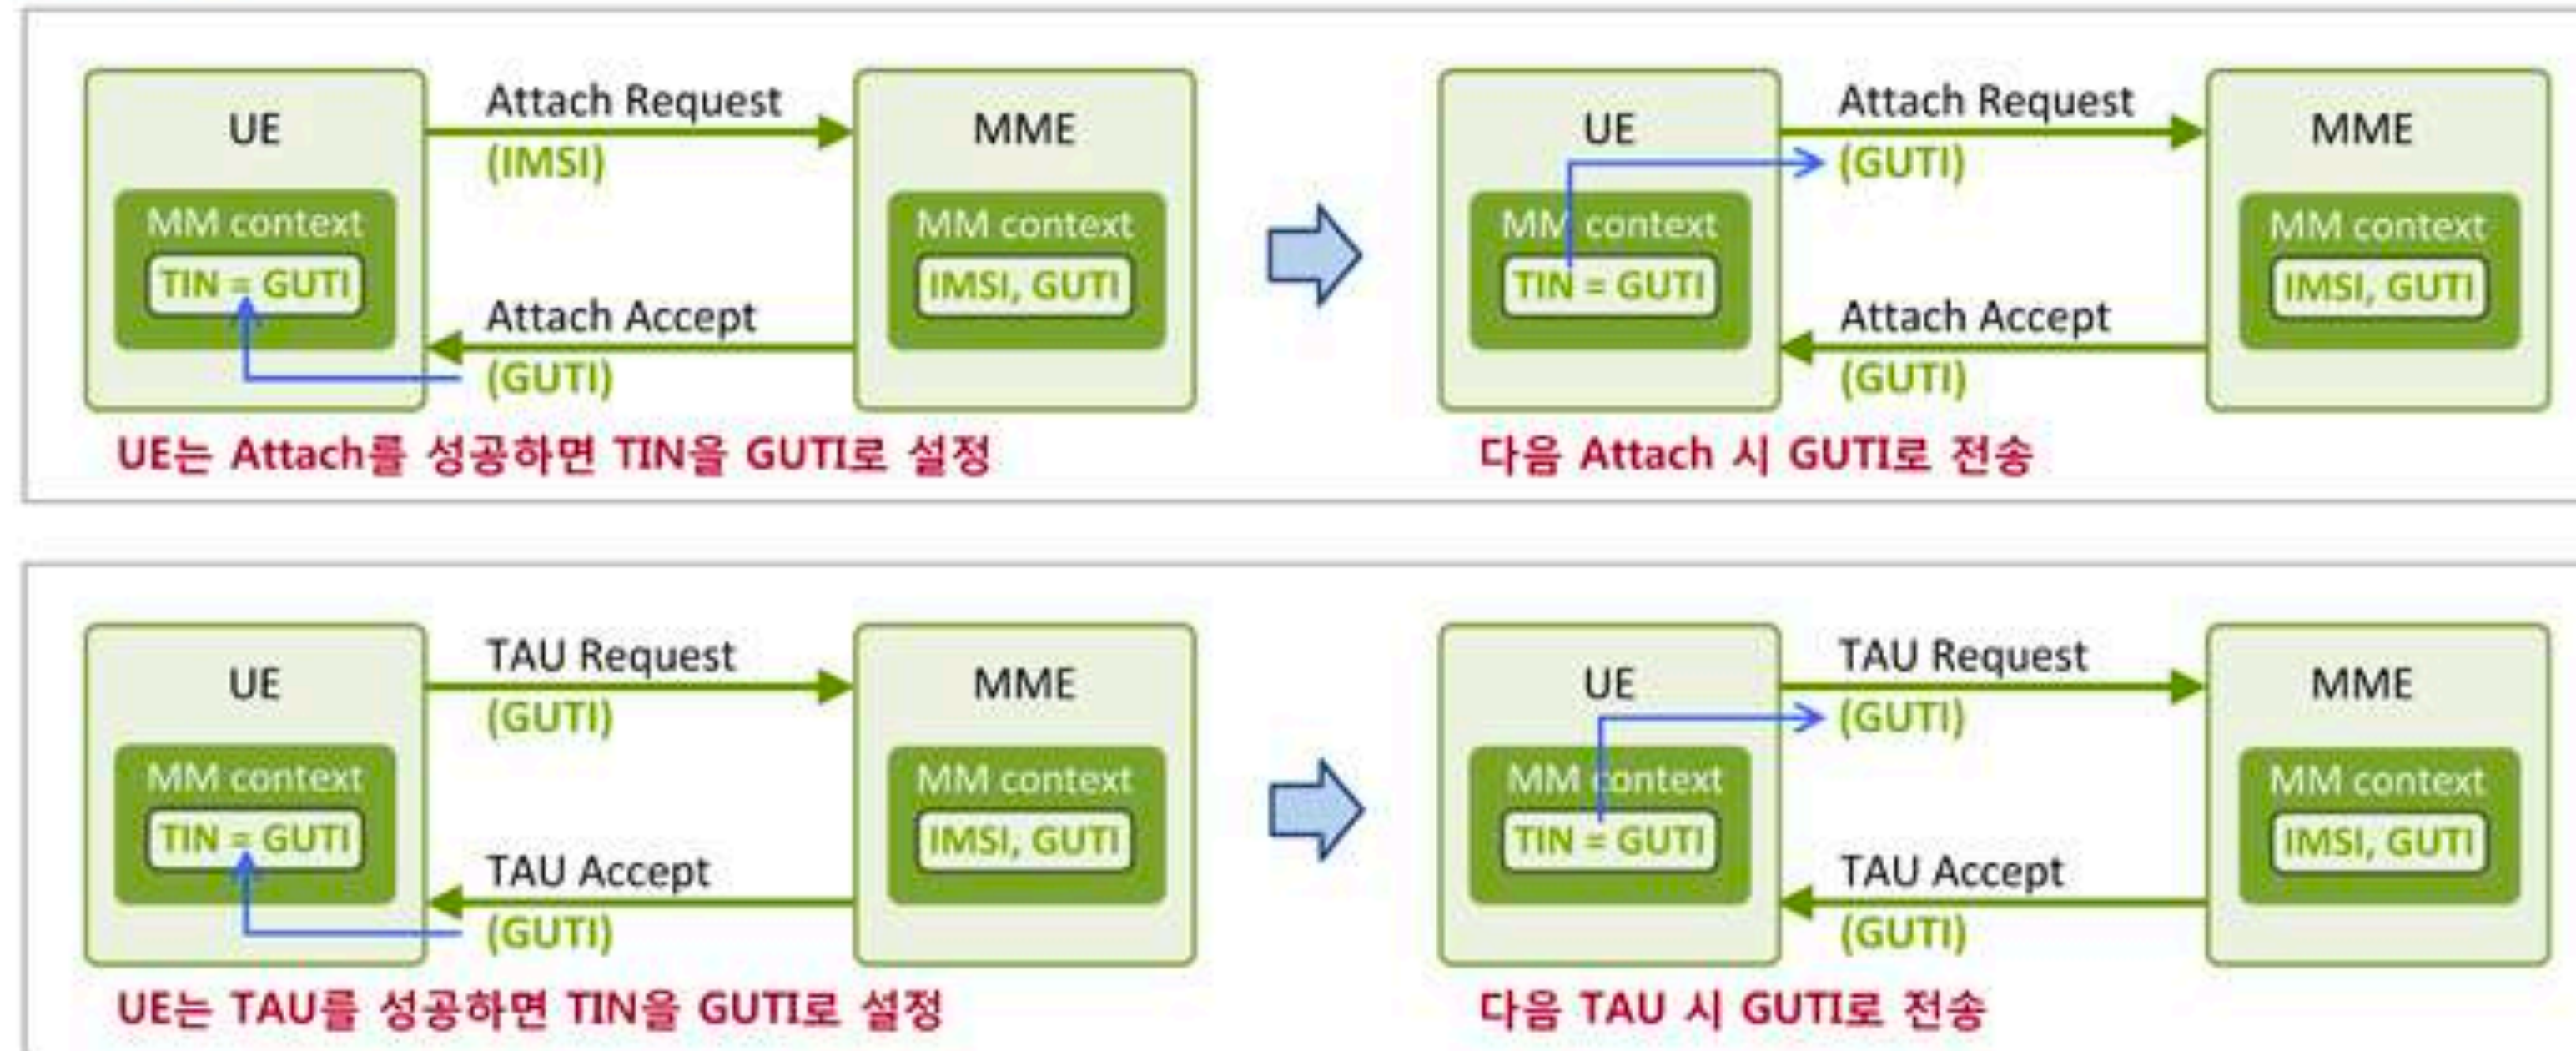 UE
Attach Request
(IMSI)
MME
MM context
TIN = GUTI
MM context
IMSI, GUTI
Attach Accept
(GUTI)
UE는 Attach를 성공하면 TIN을 GUTI로 설정
UE
Attach Request
(GUTI)
MME
MM context
TIN = GUTI
MM context
IMSI, GUTI
Attach Accept
(GUTI)
다음 Attach 시 GUTI로 전송
UE
TAU Request
(GUTI)
MME
MM context
TIN = GUTI
MM context
IMSI, GUTI
TAU Accept
(GUTI)
UE는 TAU를 성공하면 TIN을 GUTI로 설정
UE
TAU Request
(GUTI)
MME
MM context
TIN = GUTI
MM context
IMSI, GUTI
TAU Accept
(GUTI)
다음 TAU 시 GUTI로 전송